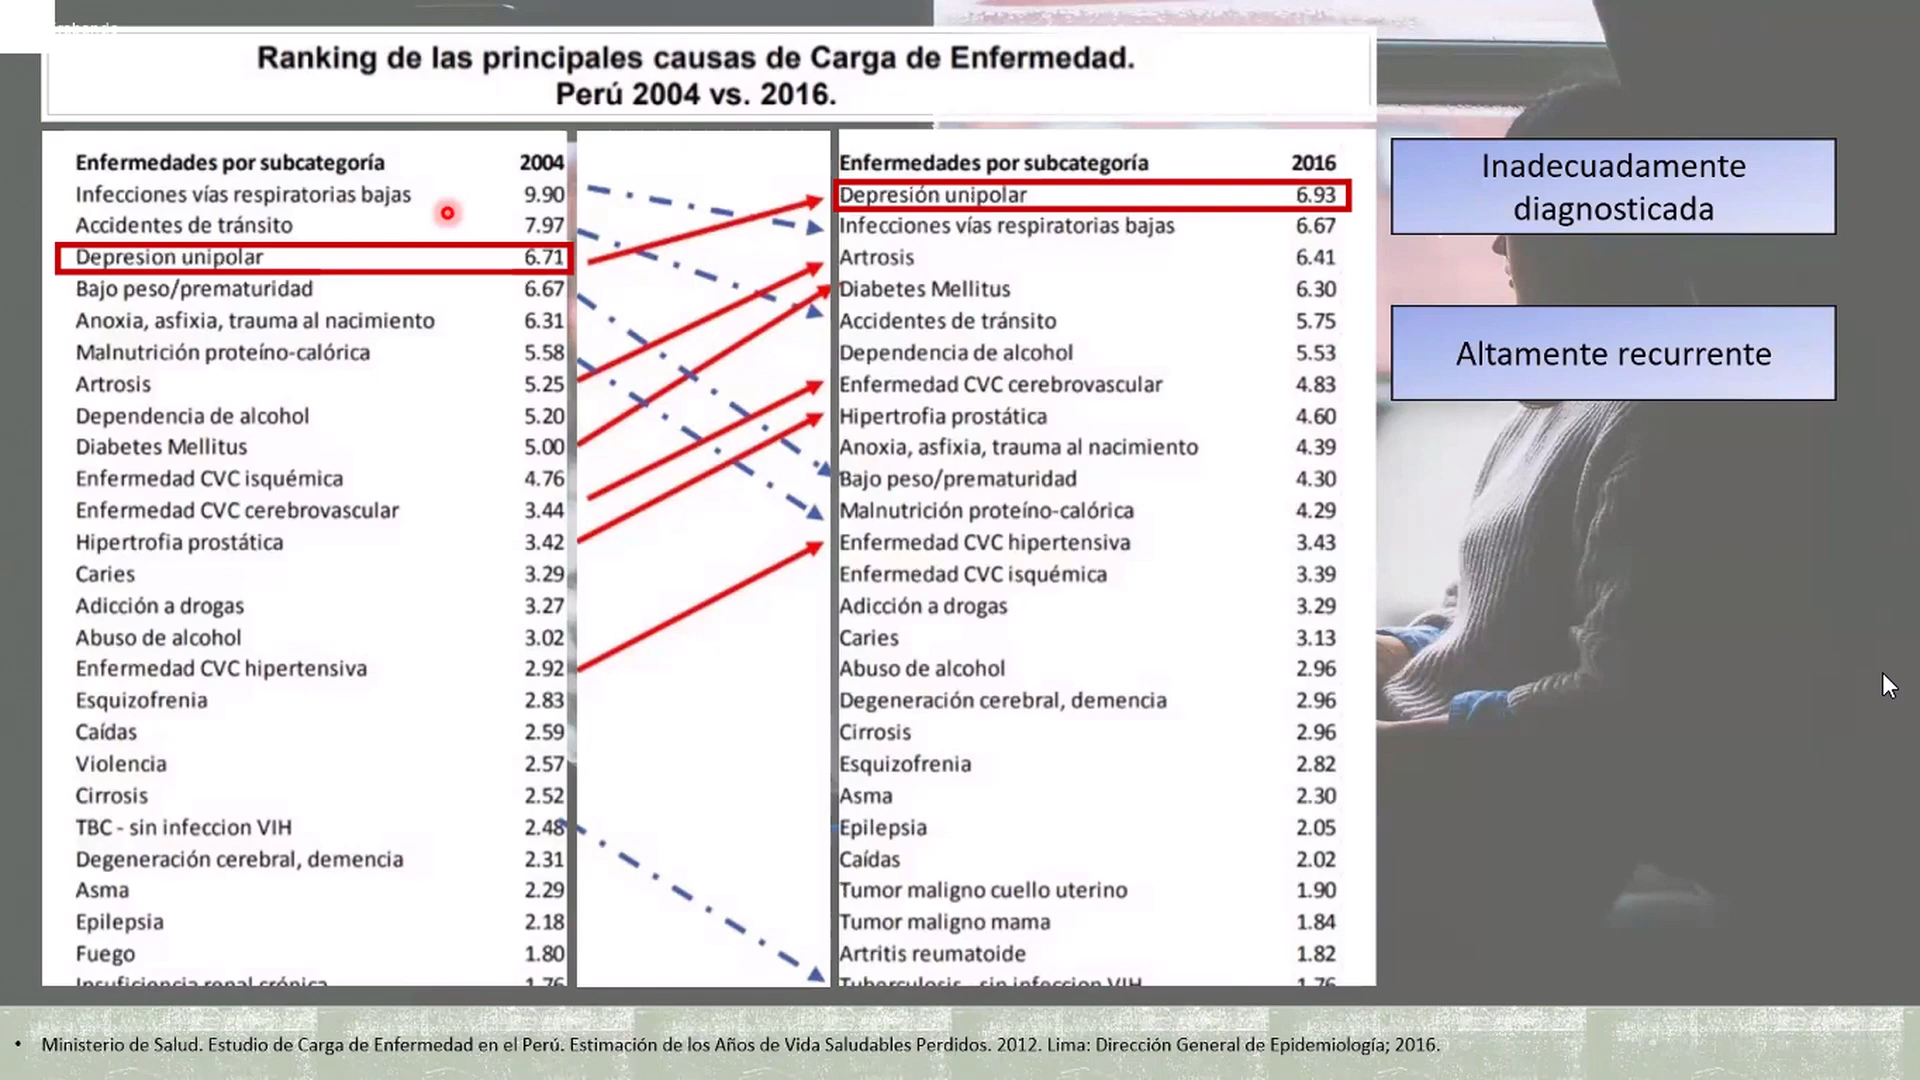 Ranking de las principales causas de Carga de Enfermedad.
Perú 2004 vs. 2016.
Enfermedades por subcategoría 2004
Infecciones vías respiratorias bajas 9.90
Accidentes de tránsito 7.97
Depresion unipolar 6.71
Bajo peso/prematuridad 6.67
Anoxia, asfixia, trauma al nacimiento 6.31
Malnutrición proteíno-calórica 5.58
Artrosis 5.25
Dependencia de alcohol 5.20
Diabetes Mellitus 5.00
Enfermedad CVC isquémica 4.76
Enfermedad CVC cerebrovascular 3.44
Hipertrofia prostática 3.42
Caries 3.29
Adicción a drogas 3.27
Abuso de alcohol 3.02
Enfermedad CVC hipertensiva 2.92
Esquizofrenia 2.83
Caídas 2.59
Violencia 2.57
Cirrosis 2.52
TBC - sin infeccion VIH 2.48
Degeneración cerebral, demencia 2.31
Asma 2.29
Epilepsia 2.18
Fuego 1.80
Insuficiencia renal crónica 1.76
Enfermedades por subcategoría 2016
Depresión unipolar 6.93
Infecciones vías respiratorias bajas 6.67
Artrosis 6.41
Diabetes Mellitus 6.30
Accidentes de tránsito 5.75
Dependencia de alcohol 5.53
Enfermedad CVC cerebrovascular 4.83
Hipertrofia prostática 4.60
Anoxia, asfixia, trauma al nacimiento 4.39
Bajo peso/prematuridad 4.30
Malnutrición proteíno-calórica 4.29
Enfermedad CVC hipertensiva 3.43
Enfermedad CVC isquémica 3.39
Adicción a drogas 3.29
Caries 3.13
Abuso de alcohol 2.96
Degeneración cerebral, demencia 2.96
Cirrosis 2.96
Esquizofrenia 2.82
Asma 2.30
Epilepsia 2.05
Caídas 2.02
Tumor maligno cuello uterino 1.90
Tumor maligno mama 1.84
Artritis reumatoide 1.82
Tuberculosis - sin infeccion VIH 1.76
Inadecuadamente
diagnosticada
Altamente recurrente
• Ministerio de Salud. Estudio de Carga de Enfermedad en el Perú. Estimación de los Años de Vida Saludables Perdidos. 2012. Lima: Dirección General de Epidemiología; 2016.